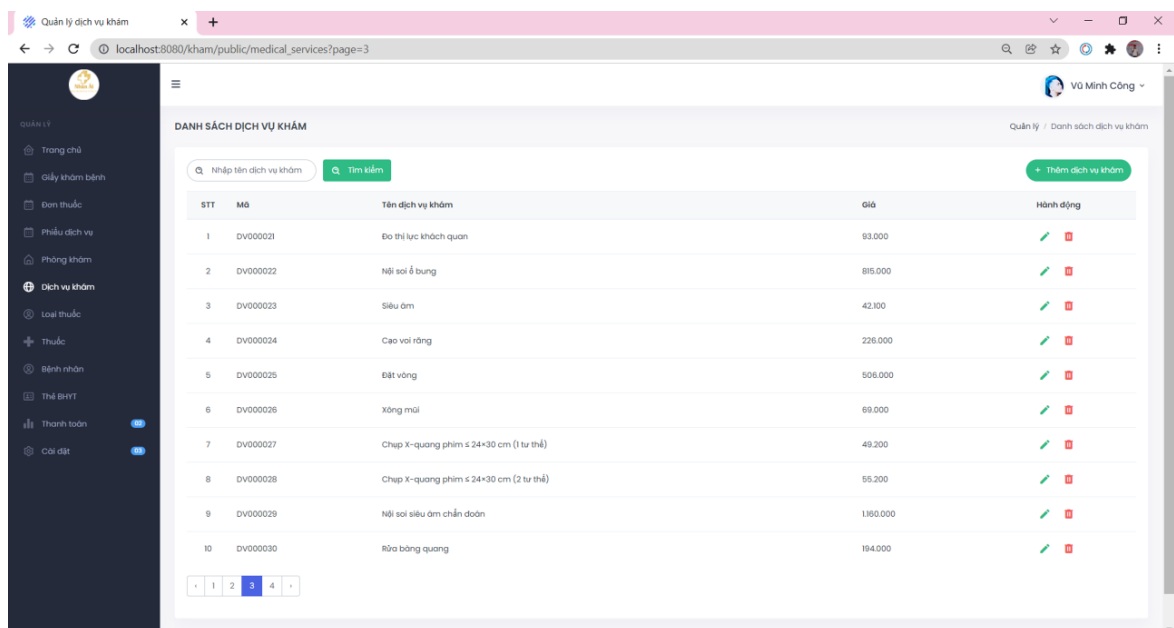 Quản lý dịch vụ khám
localhost:8080/kham/public/medical_services?page=3
Vũ Minh Công
QUẢN LÝ
Trang chủ
Giấy khám bệnh
Đơn thuốc
Phiếu dịch vụ
Phòng khám
Dịch vụ khám
Loại thuốc
Thuốc
Bệnh nhân
Thẻ BHYT
Thanh toán 02
Cài đặt 03
DANH SÁCH DỊCH VỤ KHÁM
Quản lý / Danh sách dịch vụ khám
Nhập tên dịch vụ khám Tìm kiếm + Thêm dịch vụ khám
STT Mã Tên dịch vụ khám Giá Hành động
1 DV000021 Đo thị lực khách quan 93.000
2 DV000022 Nội soi ổ bụng 815.000
3 DV000023 Siêu âm 42.100
4 DV000024 Cạo vôi răng 226.000
5 DV000025 Đặt vòng 506.000
6 DV000026 Xông mũi 69.000
7 DV000027 Chụp X-quang phim ≤ 24×30 cm (1 tư thế) 49.200
8 DV000028 Chụp X-quang phim ≤ 24×30 cm (2 tư thế) 55.200
9 DV000029 Nội soi siêu âm chẩn đoán 1.160.000
10 DV000030 Rửa bàng quang 194.000
‹ 1 2 3 4 ›